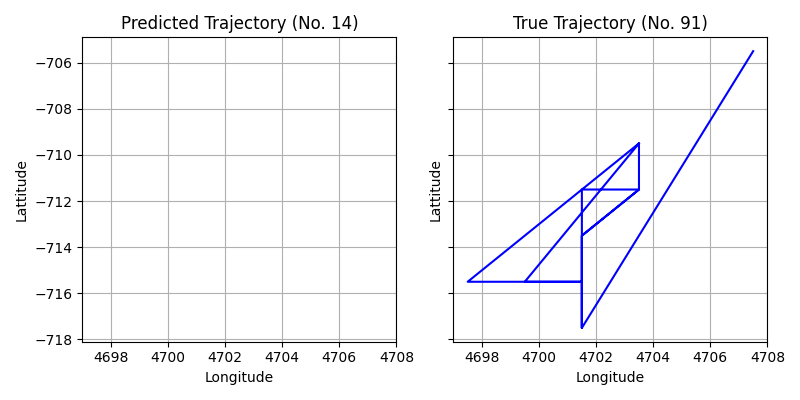 Predicted Trajectory (No. 14)
True Trajectory (No. 91)
Lattitude
−706
−708
−710
−712
−714
−716
−718
4698 4700 4702 4704 4706 4708
Longitude
Lattitude
4698 4700 4702 4704 4706 4708
Longitude